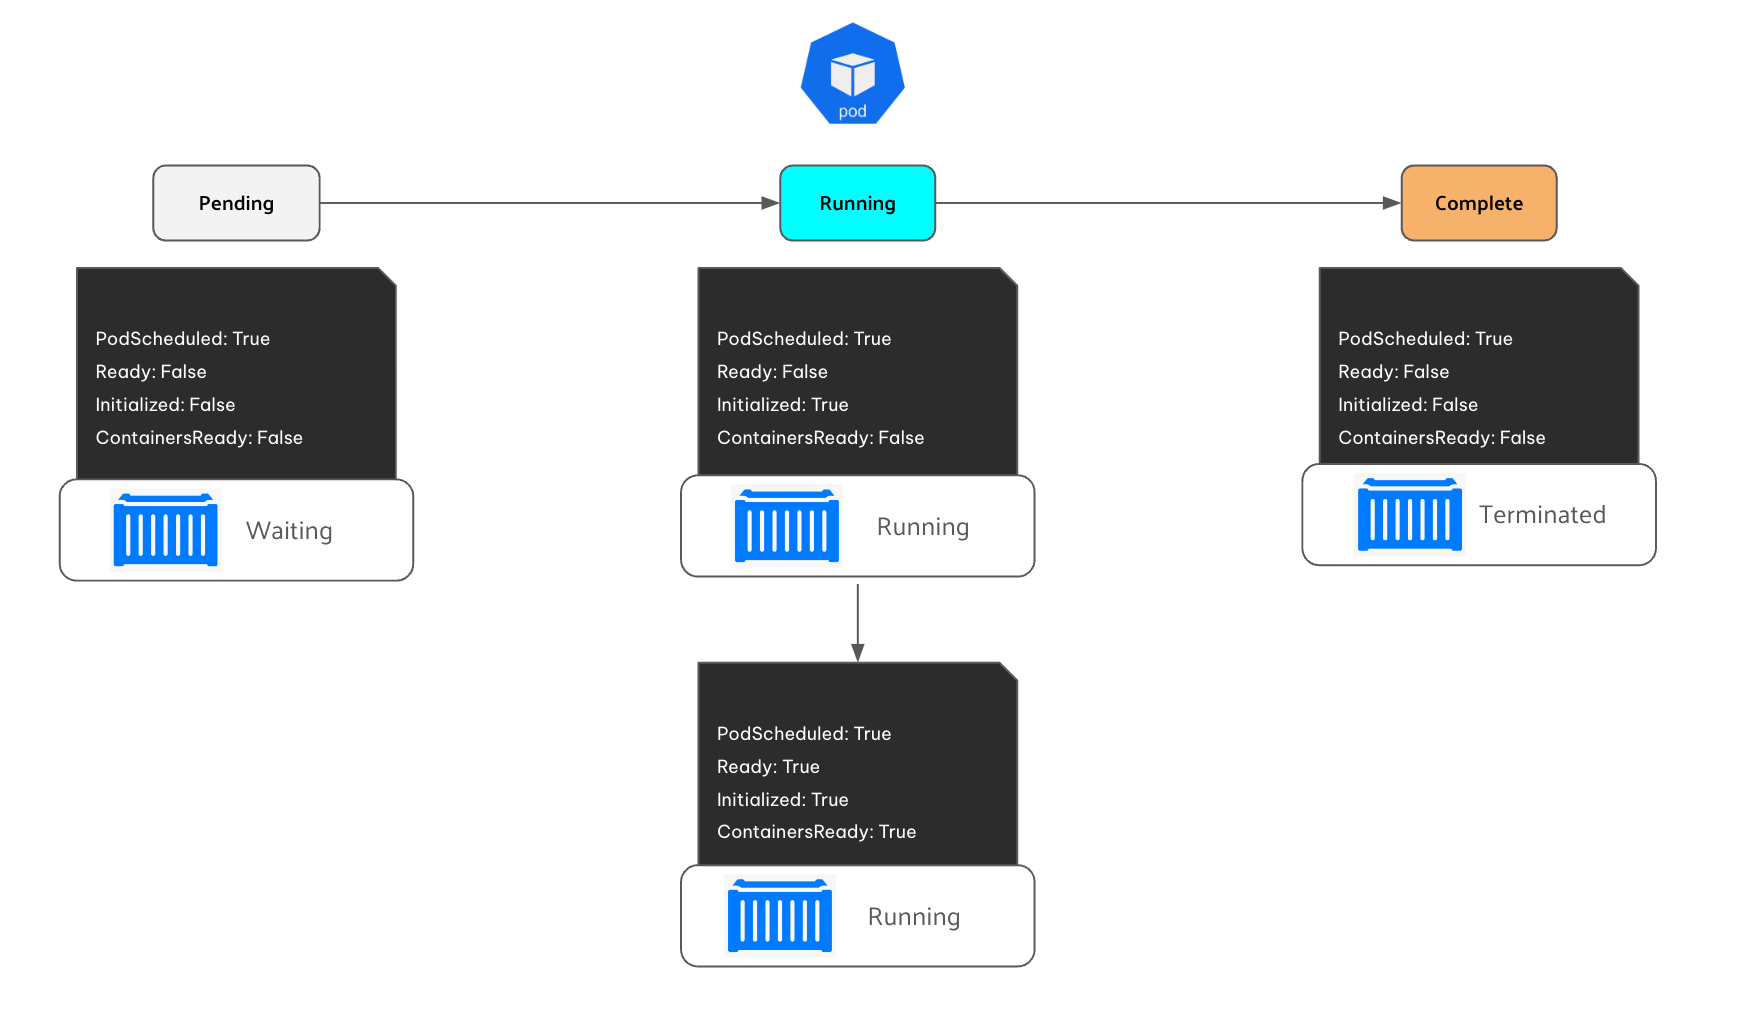 pod
Pending
Running
Complete
PodScheduled: True
Ready: False
Initialized: False
ContainersReady: False
Waiting
PodScheduled: True
Ready: False
Initialized: True
ContainersReady: False
Running
PodScheduled: True
Ready: False
Initialized: False
ContainersReady: False
Terminated
PodScheduled: True
Ready: True
Initialized: True
ContainersReady: True
Running